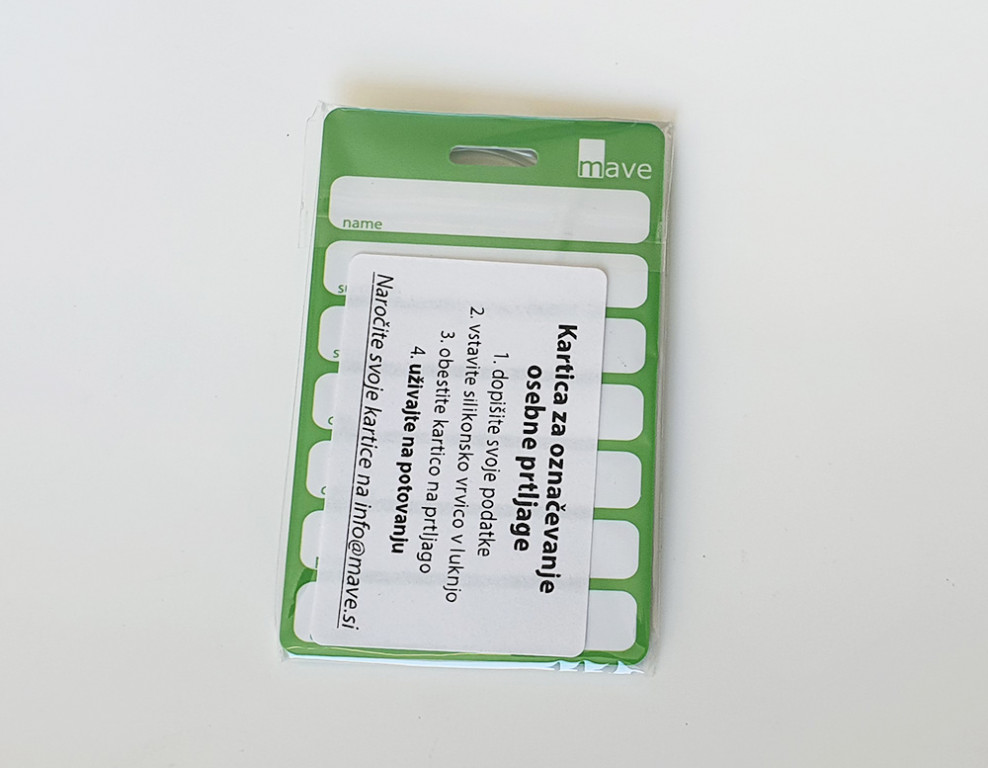 mave
name
Kartica za označevanje
osebne prtljage
1. dopišite svoje podatke
2. vstavite silikonsko vrvico v luknjo
3. obestite kartico na prtljago
4. uživajte na potovanju
Naročite svoje kartice na info@mave.si